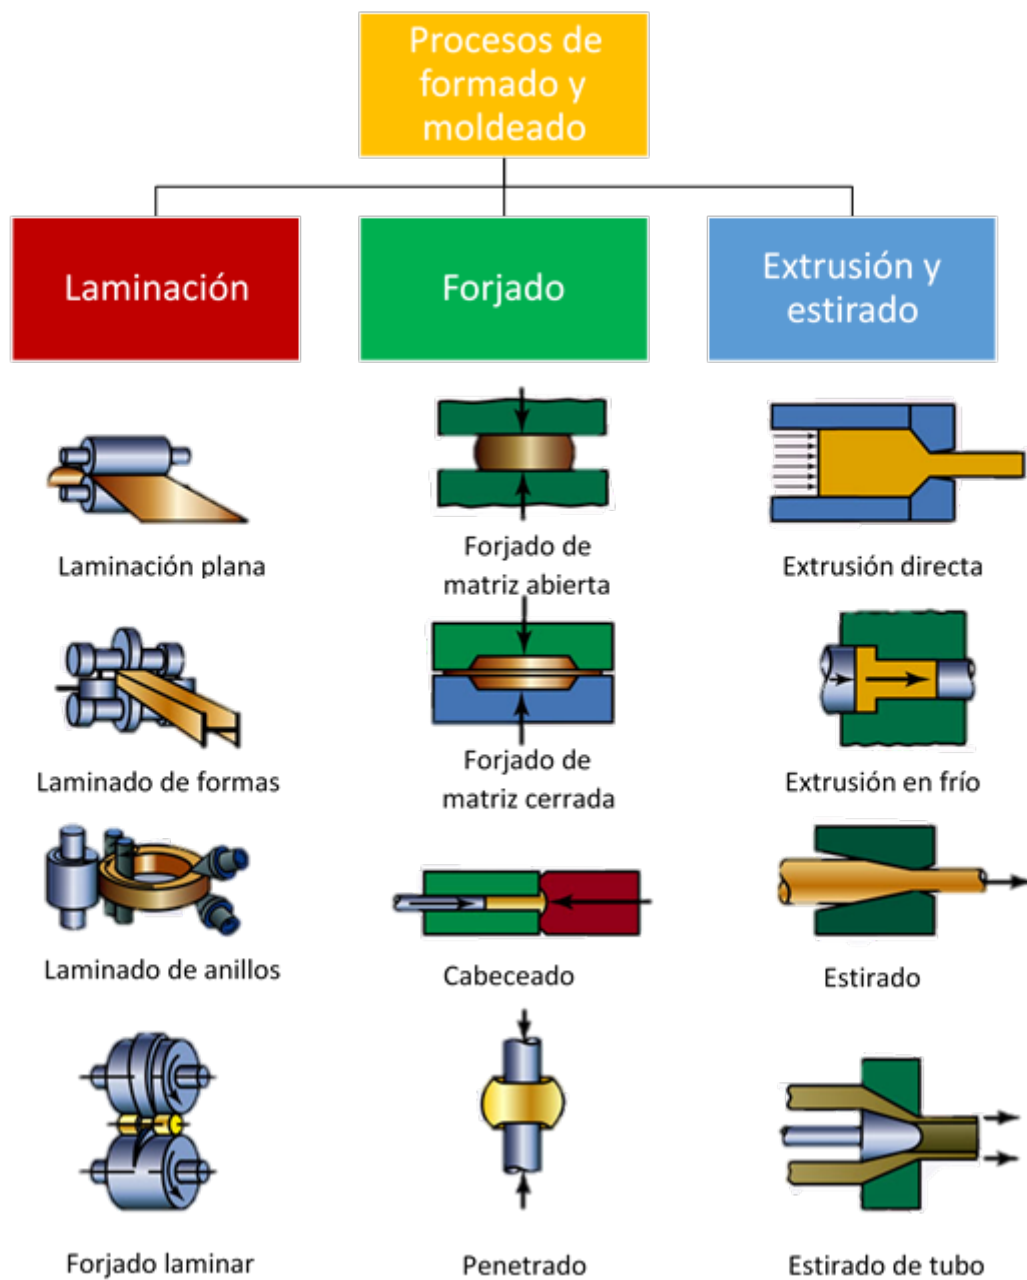 Procesos de
formado y
moldeado
Laminación
Forjado
Extrusión y
estirado
Laminación plana
Forjado de
matriz abierta
Extrusión directa
Laminado de formas
Forjado de
matriz cerrada
Extrusión en frío
Laminado de anillos
Cabeceado
Estirado
Forjado laminar
Penetrado
Estirado de tubo